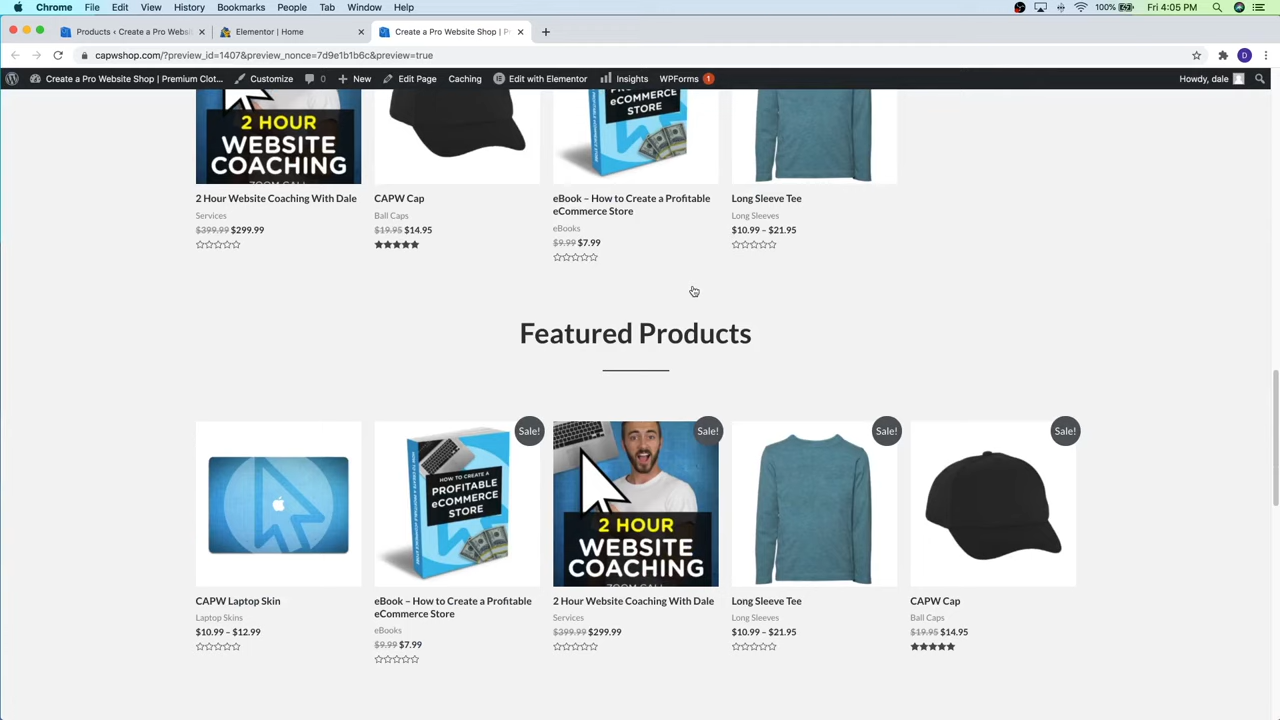 Chrome File Edit View History Bookmarks People Tab Window Help 100% Fri 4:05 PM
Products ‹ Create a Pro Websi Elementor | Home Create a Pro Website Shop | P
capwshop.com/?preview_id=1407&preview_nonce=7d9e1b1b6c&preview=true D
Create a Pro Website Shop | Premium Clot... Customize 0 New Edit Page Caching Edit with Elementor Insights WPForms 1 Howdy, dale
2 HOUR
WEBSITE
COACHING
ZOOM CALL
PROFITABLE
eCOMMERCE
STORE
2 Hour Website Coaching With Dale
Services
$399.99 $299.99
CAPW Cap
Ball Caps
$19.95 $14.95
eBook – How to Create a Profitable
eCommerce Store
eBooks
$9.99 $7.99
Long Sleeve Tee
Long Sleeves
$10.99 – $21.95
Featured Products
HOW TO CREATE A
PROFITABLE
eCOMMERCE
STORE
Sale!
2 HOUR
WEBSITE
COACHING
ZOOM CALL
Sale!
Sale!
Sale!
CAPW Laptop Skin
Laptop Skins
$10.99 – $12.99
eBook – How to Create a Profitable
eCommerce Store
eBooks
$9.99 $7.99
2 Hour Website Coaching With Dale
Services
$399.99 $299.99
Long Sleeve Tee
Long Sleeves
$10.99 – $21.95
CAPW Cap
Ball Caps
$19.95 $14.95